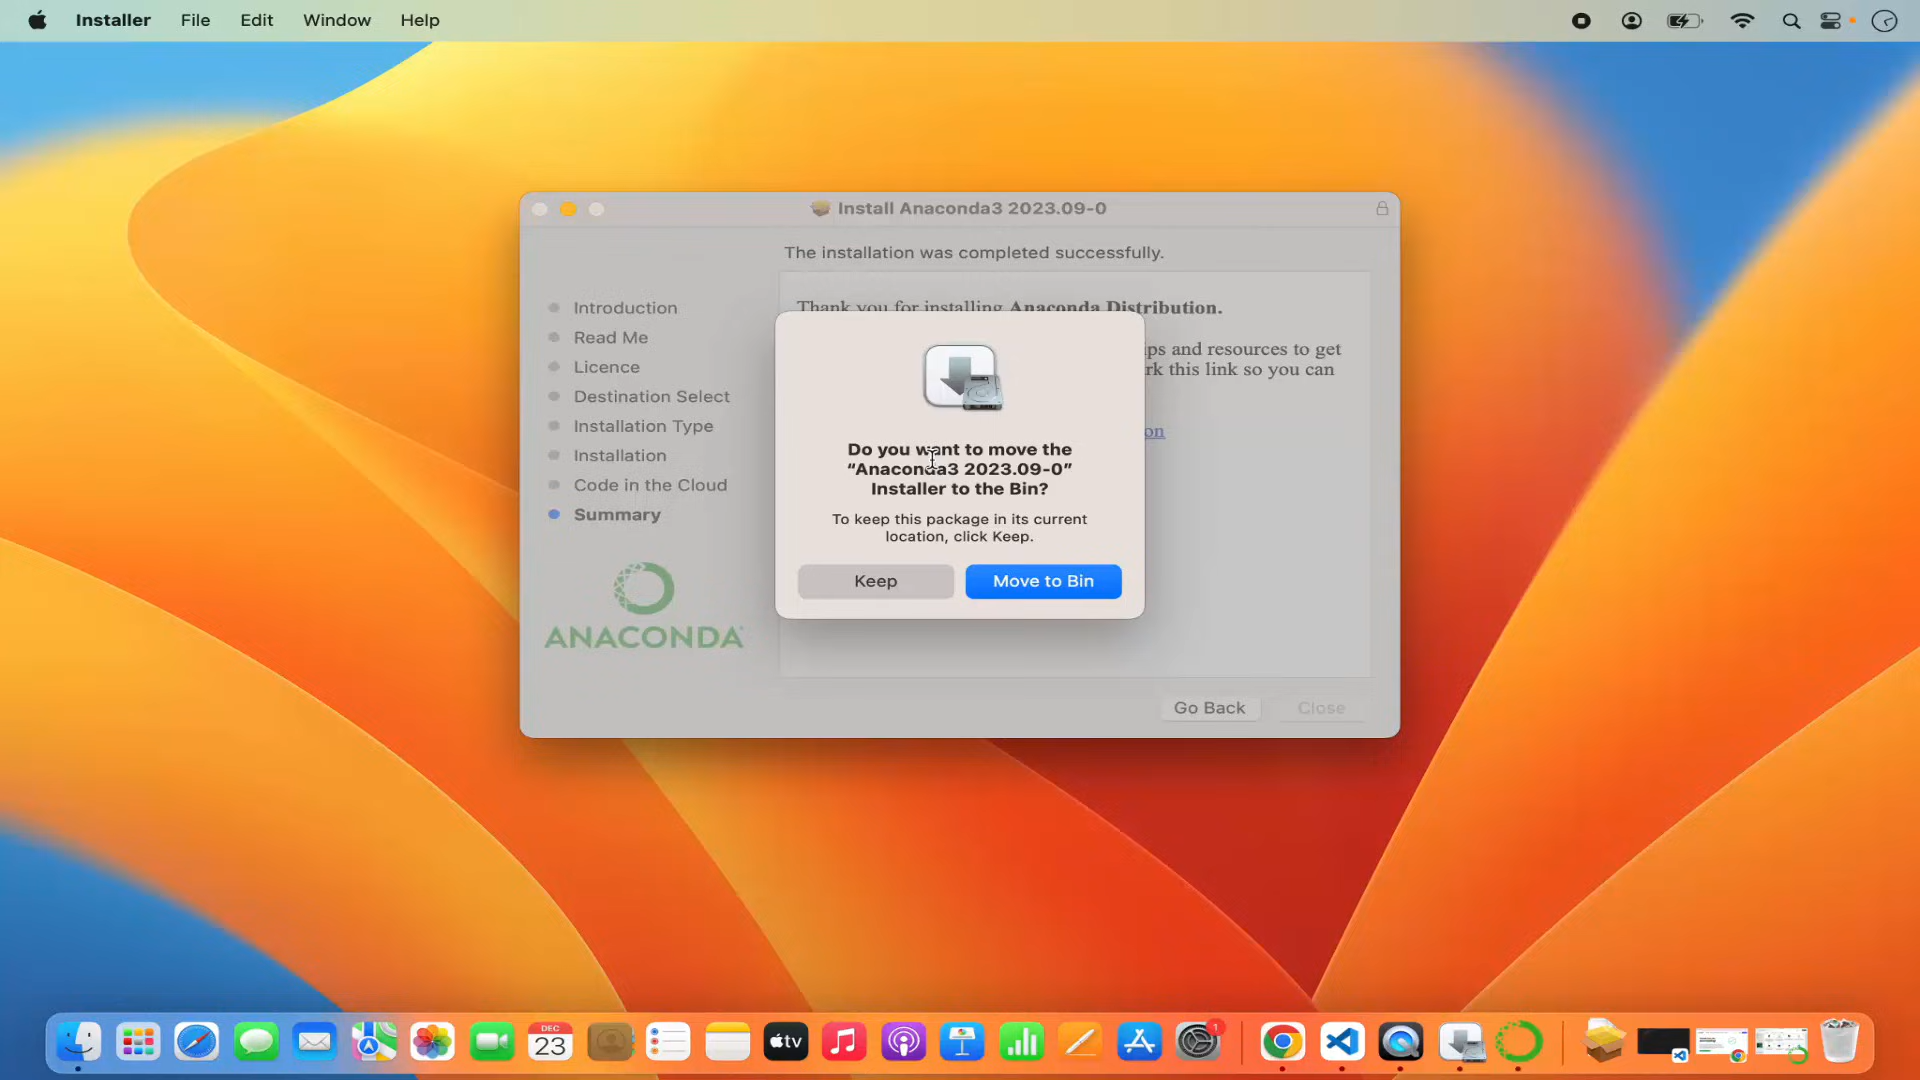 Installer File Edit Window Help
Install Anaconda3 2023.09-0
The installation was completed successfully.
Introduction
Read Me
Licence
Destination Select
Installation Type
Installation
Code in the Cloud
Summary
ANACONDA
Thank you for installing Anaconda Distribution.
and resources to get
this link so you can
Do you want to move the
“Anaconda3 2023.09-0”
Installer to the Bin?
To keep this package in its current
location, click Keep.
Keep
Move to Bin
Go Back
Close
DEC
23
tv
1